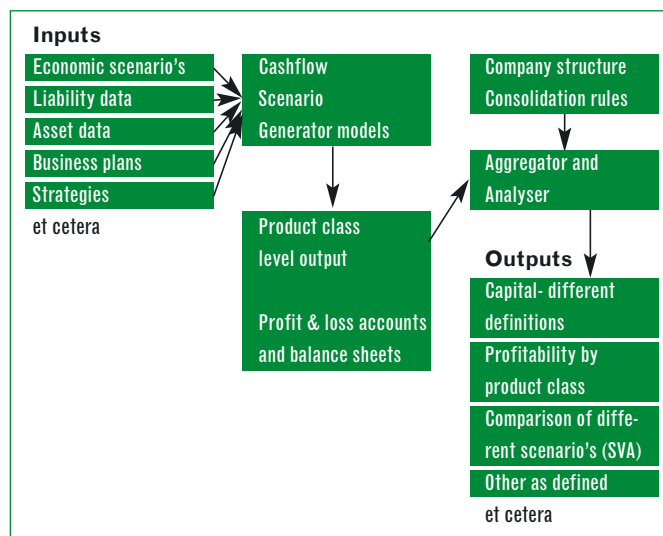 Inputs
Economic scenario's
Liability data
Asset data
Business plans
Strategies
et cetera
Cashflow
Scenario
Generator models
Product class
level output
Profit & loss accounts
and balance sheets
Company structure
Consolidation rules
Aggregator and
Analyser
Outputs
Capital- different
definitions
Profitability by
product class
Comparison of diffe-
rent scenario's (SVA)
Other as defined
et cetera